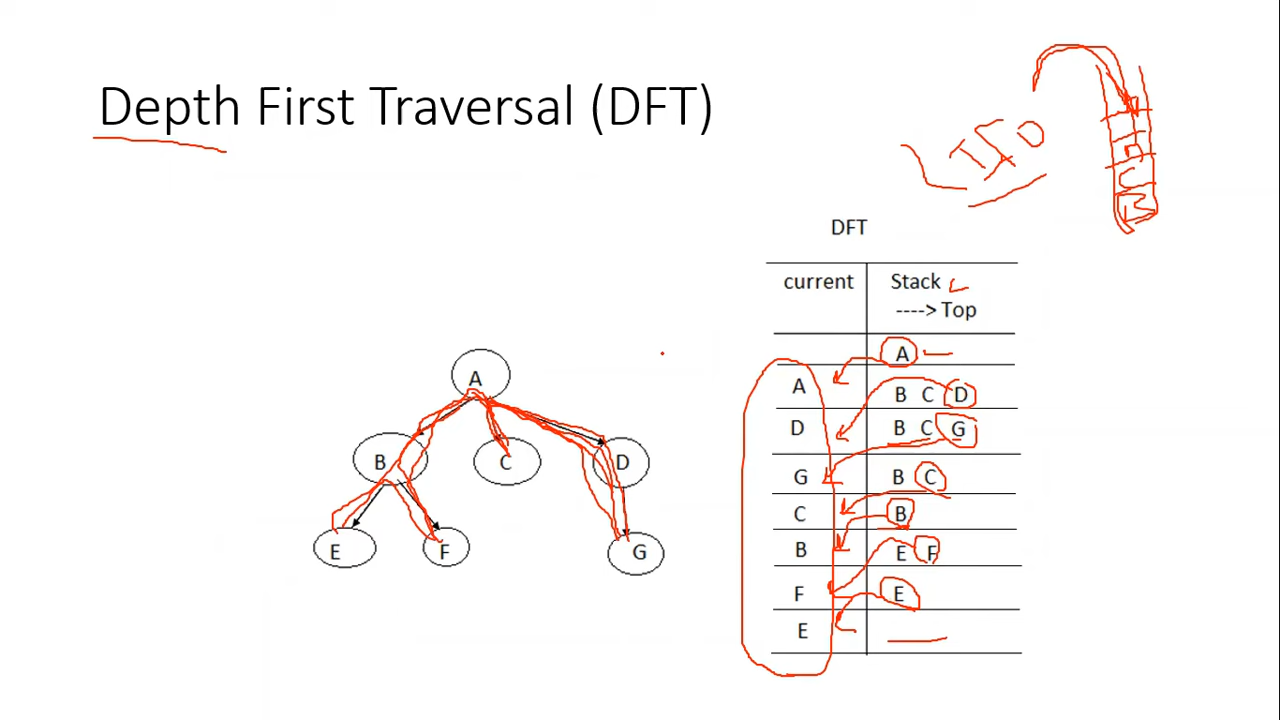 Depth First Traversal (DFT)
LIFO
DFT
current Stack
----> Top
A
A B C D
D B C G
G B C
C B
B E F
F E
E
A
B C D
E F G